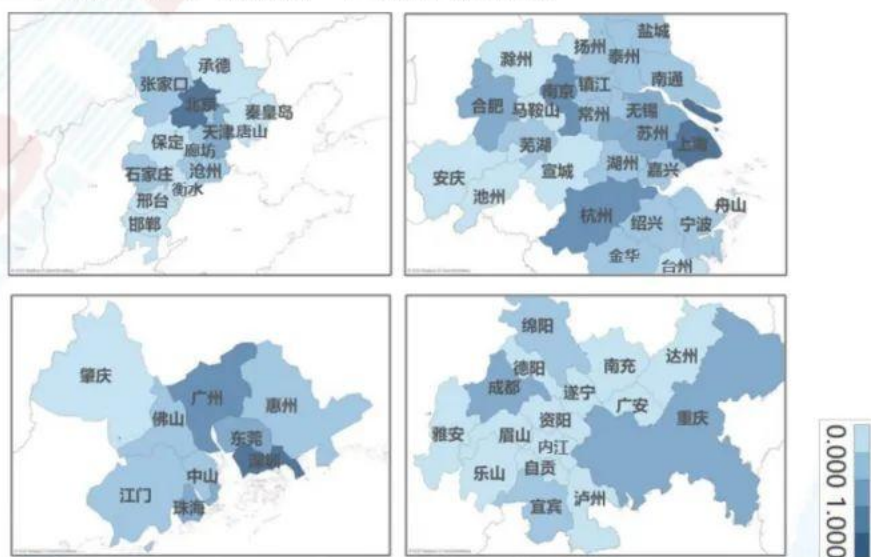 承德
张家口
北京
秦皇岛
天津 唐山
保定
廊坊
石家庄 沧州
衡水
邢台
邯郸
盐城
扬州
滁州 泰州
南京 镇江 南通
合肥 马鞍山 常州 无锡
苏州 上海
芜湖
安庆 宣城 湖州 嘉兴
池州
杭州 舟山
绍兴 宁波
金华
台州
肇庆
广州
佛山 惠州
东莞
深圳
中山
江门
珠海
绵阳
德阳 南充 达州
成都
遂宁
广安
雅安 眉山 资阳 重庆
内江
乐山 自贡
宜宾 泸州
0.000 1.000